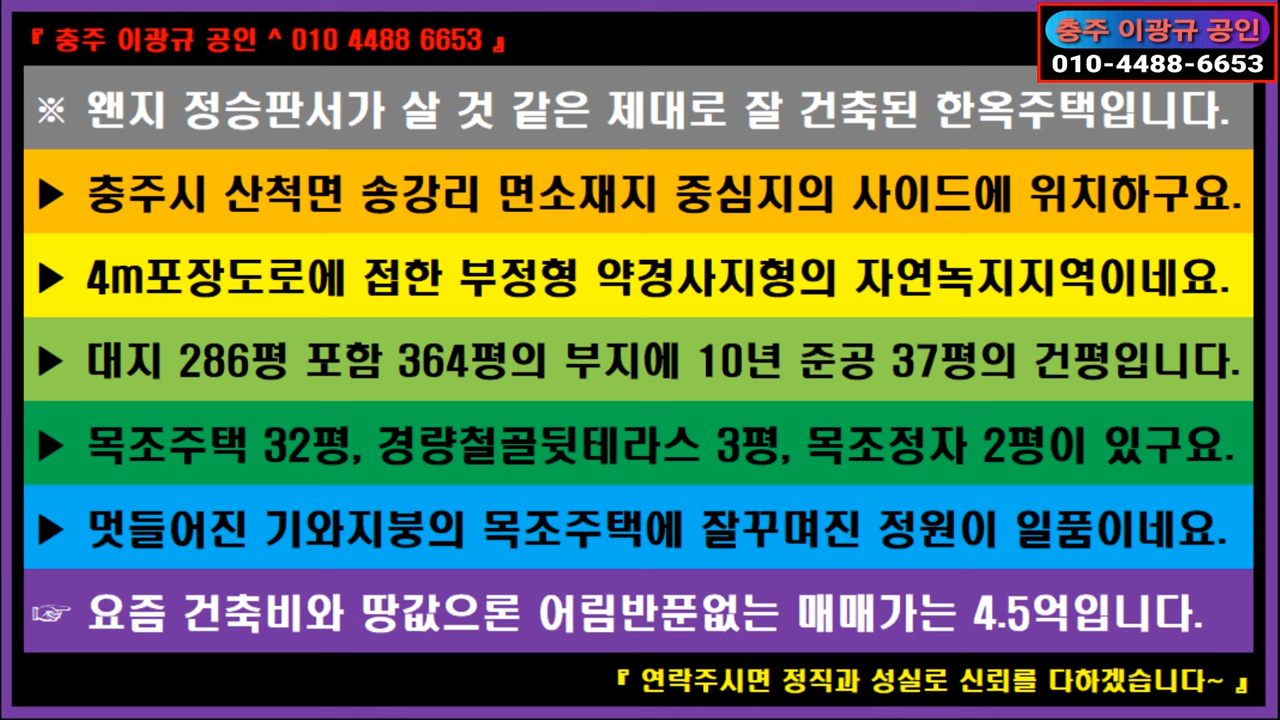 『 충주 이광규 공인 ^ 010 4488 6653 』
충주 이광규 공인
010-4488-6653
※ 왠지 정승판서가 살 것 같은 제대로 잘 건축된 한옥주택입니다.
▶ 충주시 산척면 송강리 면소재지 중심지의 사이드에 위치하구요.
▶ 4m포장도로에 접한 부정형 약경사지형의 자연녹지지역이네요.
▶ 대지 286평 포함 364평의 부지에 10년 준공 37평의 건평입니다.
▶ 목조주택 32평, 경량철골뒷테라스 3평, 목조정자 2평이 있구요.
▶ 멋들어진 기와지붕의 목조주택에 잘꾸며진 정원이 일품이네요.
☞ 요즘 건축비와 땅값으론 어림반푼없는 매매가는 4.5억입니다.
『 연락주시면 정직과 성실로 신뢰를 다하겠습니다~ 』